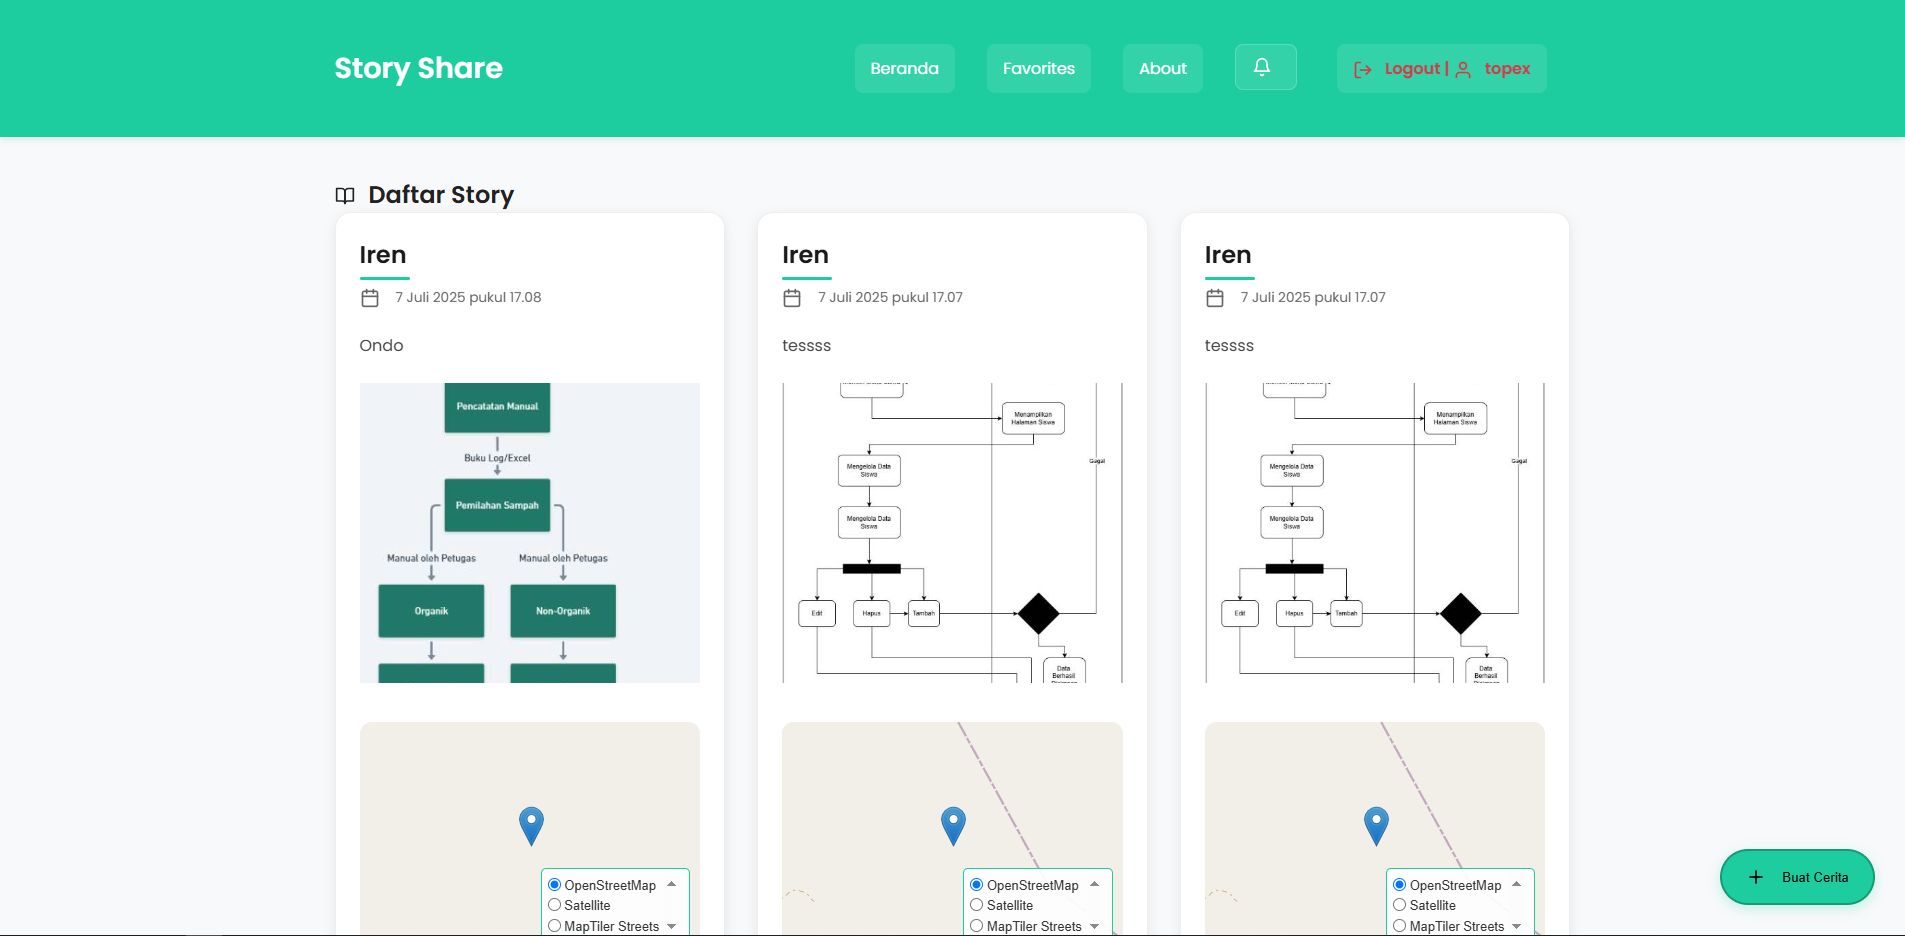 Story Share
Beranda
Favorites
About
Logout | topex
Daftar Story
Iren
7 Juli 2025 pukul 17.08
Ondo
Pencatatan Manual
Buku Log/Excel
Pemilahan Sampah
Manual oleh Petugas
Manual oleh Petugas
Organik
Non-Organik
OpenStreetMap
Satellite
MapTiler Streets
Iren
7 Juli 2025 pukul 17.07
tessss
Menampilkan
Halaman Siswa
Gagal
Mengelola Data
Siswa
Mengelola Data
Siswa
Edit
Hapus
Tambah
Data
Berhasil
OpenStreetMap
Satellite
MapTiler Streets
Iren
7 Juli 2025 pukul 17.07
tessss
Menampilkan
Halaman Siswa
Gagal
Mengelola Data
Siswa
Mengelola Data
Siswa
Edit
Hapus
Tambah
Data
Berhasil
OpenStreetMap
Satellite
MapTiler Streets
Buat Cerita